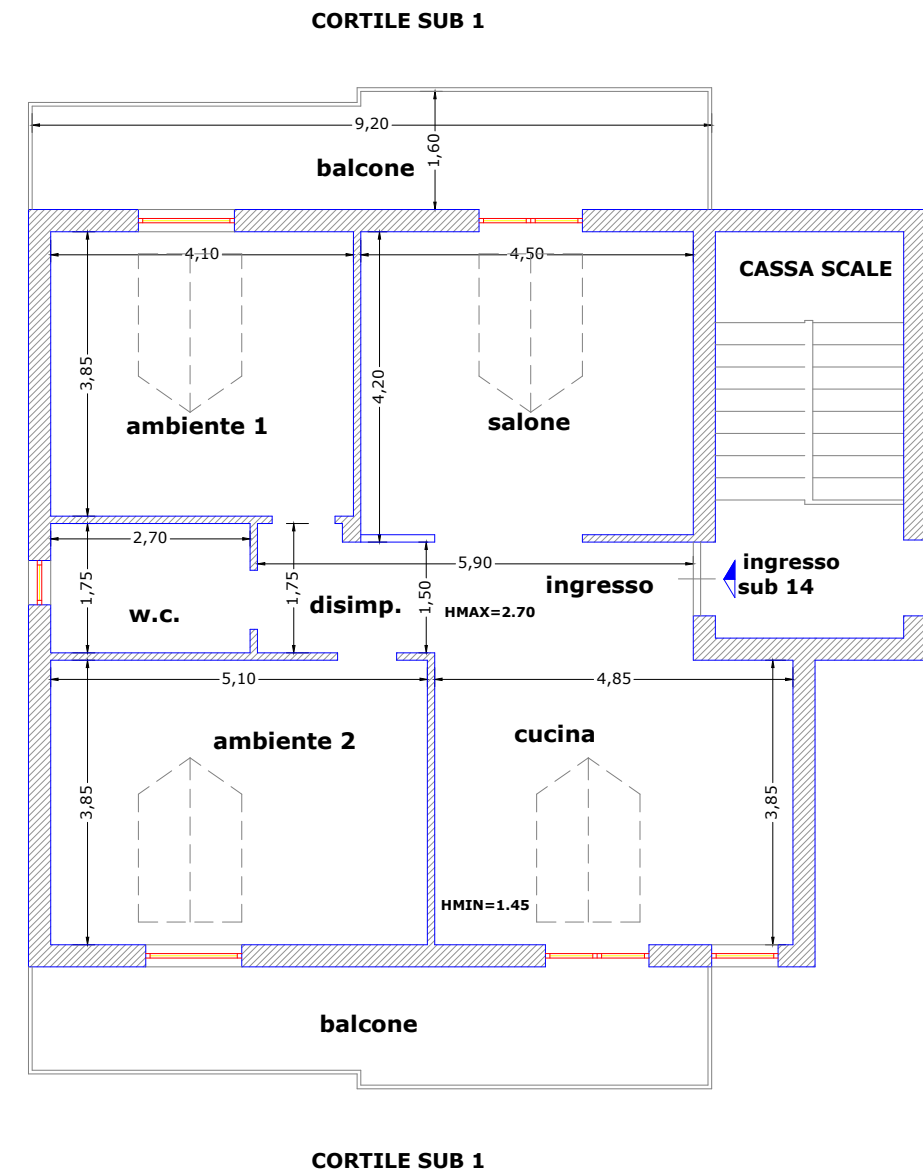 CORTILE SUB 1
9,20
1,60
balcone
4,10
4,50
CASSA SCALE
3,85
4,20
ambiente 1
salone
2,70
5,90
ingresso
sub 14
1,75
1,75
1,50
ingresso
disimp.
HMAX=2.70
w.c.
5,10
4,85
ambiente 2
cucina
3,85
3,85
HMIN=1.45
balcone
CORTILE SUB 1